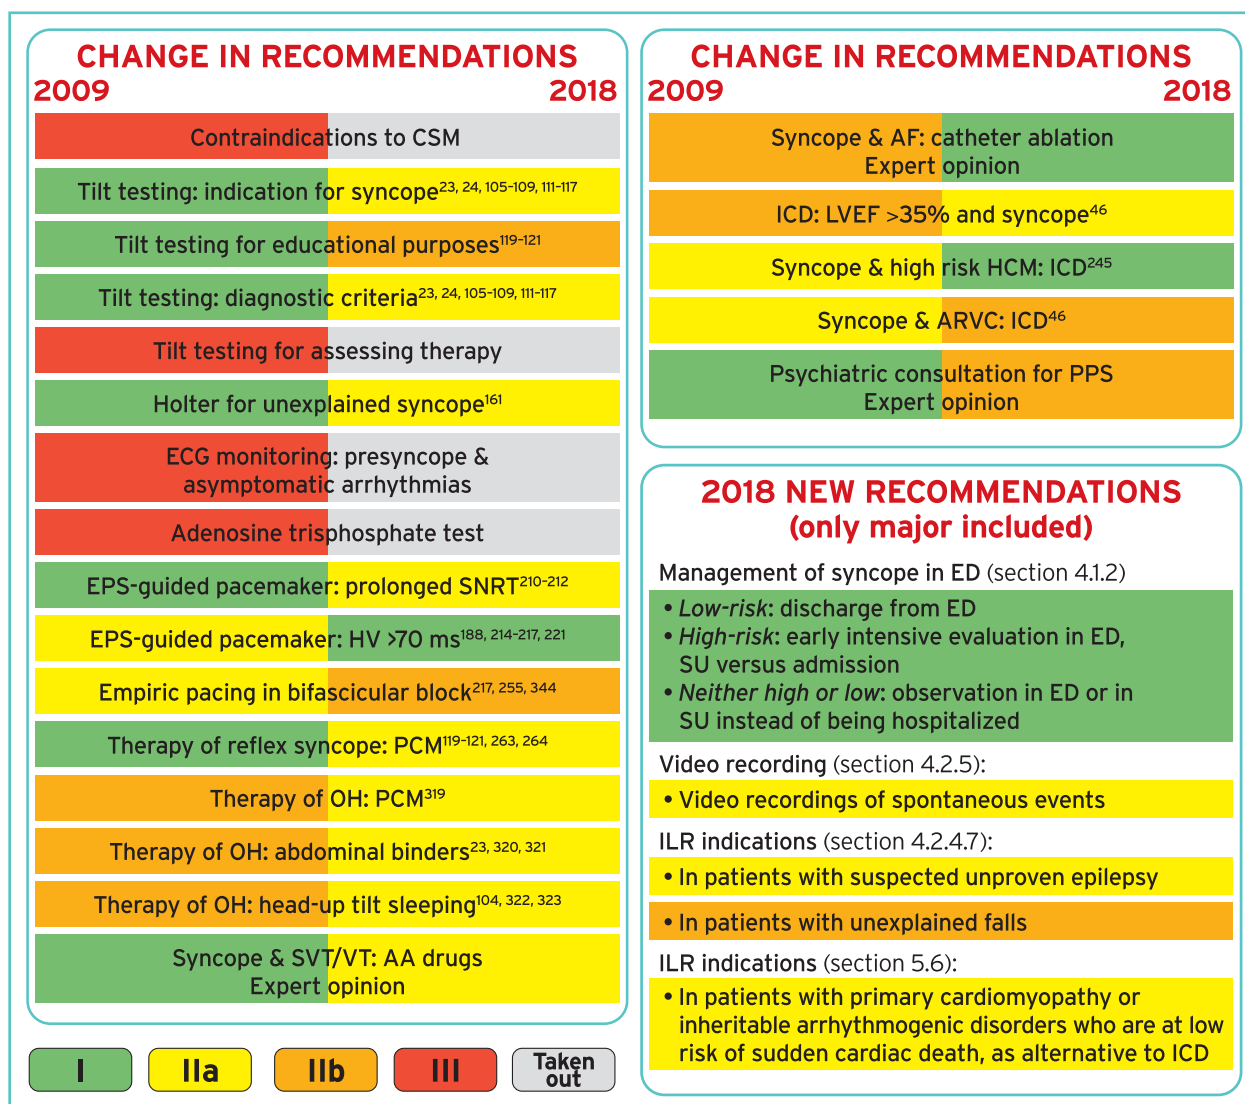 CHANGE IN RECOMMENDATIONS
2009 2018
Contraindications to CSM
Tilt testing: indication for syncope23, 24, 105–109, 111–117
Tilt testing for educational purposes119–121
Tilt testing: diagnostic criteria23, 24, 105–109, 111–117
Tilt testing for assessing therapy
Holter for unexplained syncope161
ECG monitoring: presyncope &
asymptomatic arrhythmias
Adenosine trisphosphate test
EPS-guided pacemaker: prolonged SNRT210–212
EPS-guided pacemaker: HV >70 ms188, 214–217, 221
Empiric pacing in bifascicular block217, 255, 344
Therapy of reflex syncope: PCM119–121, 263, 264
Therapy of OH: PCM319
Therapy of OH: abdominal binders23, 320, 321
Therapy of OH: head-up tilt sleeping104, 322, 323
Syncope & SVT/VT: AA drugs
Expert opinion
I IIa IIb III Taken
out
CHANGE IN RECOMMENDATIONS
2009 2018
Syncope & AF: catheter ablation
Expert opinion
ICD: LVEF >35% and syncope46
Syncope & high risk HCM: ICD245
Syncope & ARVC: ICD46
Psychiatric consultation for PPS
Expert opinion
2018 NEW RECOMMENDATIONS
(only major included)
Management of syncope in ED (section 4.1.2)
• Low-risk: discharge from ED
• High-risk: early intensive evaluation in ED,
SU versus admission
• Neither high or low: observation in ED or in
SU instead of being hospitalized
Video recording (section 4.2.5):
• Video recordings of spontaneous events
ILR indications (section 4.2.4.7):
• In patients with suspected unproven epilepsy
• In patients with unexplained falls
ILR indications (section 5.6):
• In patients with primary cardiomyopathy or
inheritable arrhythmogenic disorders who are at low
risk of sudden cardiac death, as alternative to ICD